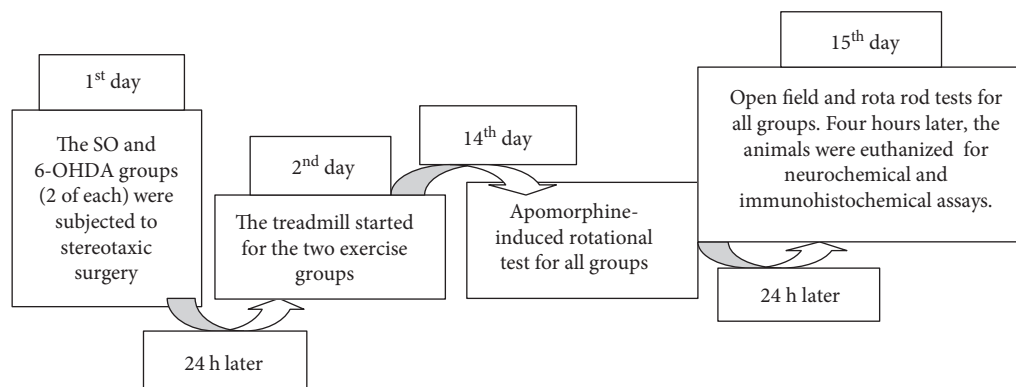 1st day
The SO and
6-OHDA groups
(2 of each) were
subjected to
stereotaxic
surgery
24 h later
2nd day
The treadmill started
for the two exercise
groups
14th day
Apomorphine-
induced rotational
test for all groups
24 h later
15th day
Open field and rota rod tests for
all groups. Four hours later, the
animals were euthanized for
neurochemical and
immunohistochemical assays.